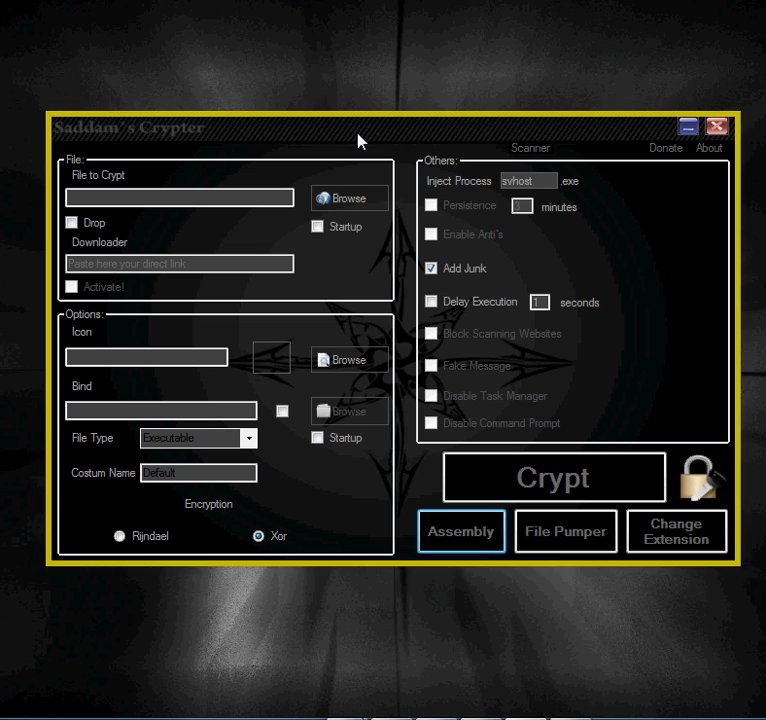 Saddam's Crypter
Scanner
Donate
About
File:
File to Crypt
Browse
Drop
Startup
Downloader
Paste here your direct link
Activate!
Options:
Icon
Browse
Bind
Browse
File Type
Executable
Startup
Costum Name
Default
Encryption
Rijndael
Xor
Others:
Inject Process
svhost
.exe
Persistence
minutes
Enable Anti's
Add Junk
Delay Execution
1
seconds
Block Scanning Websites
Fake Message
Disable Task Manager
Disable Command Prompt
Crypt
Assembly
File Pumper
Change
Extension